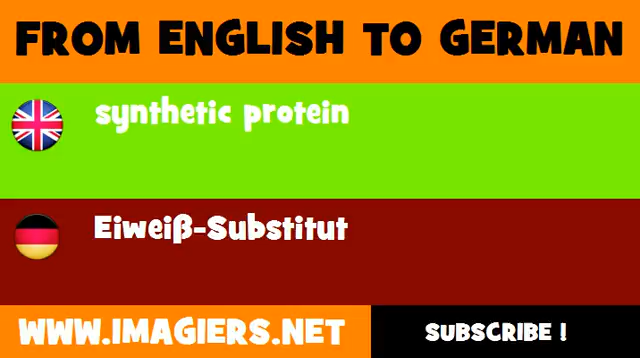 FROM ENGLISH TO GERMAN
synthetic protein
Eiweiß-Substitut
WWW.IMAGIERS.NET
SUBSCRIBE !